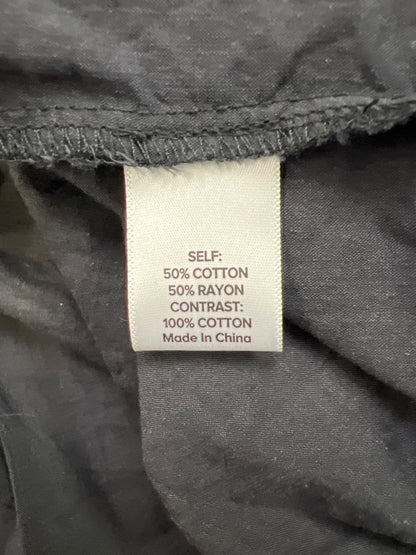 SELF:
50% COTTON
50% RAYON
CONTRAST:
100% COTTON
Made In China